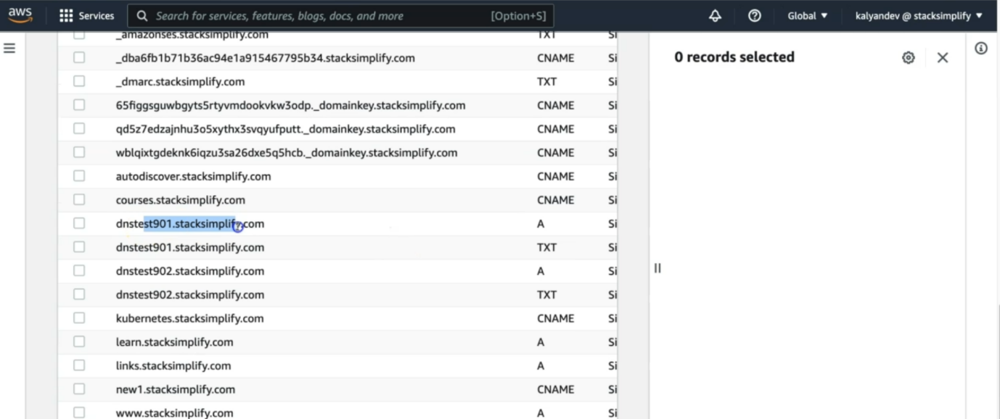 aws Services Search for services, features, blogs, docs, and more [Option+S] Global ▼ kalyandev @ stacksimplify ▼
_amazonses.stacksimplify.com TXT Si
0 records selected
_dba6fb1b71b36ac94e1a915467795b34.stacksimplify.com CNAME Si
_dmarc.stacksimplify.com TXT Si
65figgsguwbgyts5rtyvmdookvkw3odp._domainkey.stacksimplify.com CNAME Si
qd5z7edzajnhu3o5xythx3svqyufputt._domainkey.stacksimplify.com CNAME Si
wblqixtgdeknk6iqzu3sa26dxe5q5hcb._domainkey.stacksimplify.com CNAME Si
autodiscover.stacksimplify.com CNAME Si
courses.stacksimplify.com CNAME Si
dnstest901.stacksimplify.com A Si
dnstest901.stacksimplify.com TXT Si
dnstest902.stacksimplify.com A Si
dnstest902.stacksimplify.com TXT Si
kubernetes.stacksimplify.com CNAME Si
learn.stacksimplify.com A Si
links.stacksimplify.com A Si
new1.stacksimplify.com CNAME Si
www.stacksimplify.com A Si